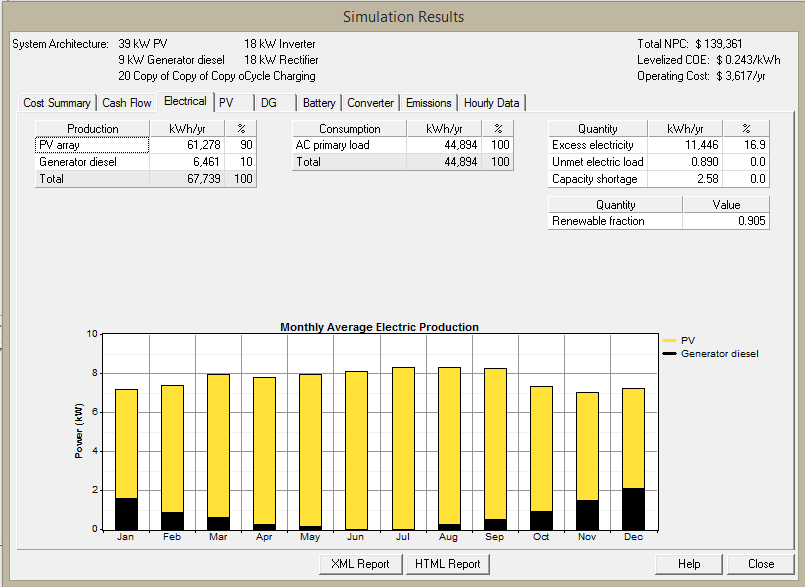 Simulation Results
System Architecture: 39 kW PV 18 kW Inverter Total NPC: $ 139,361
9 kW Generator diesel 18 kW Rectifier Levelized COE: $ 0.243/kWh
20 Copy of Copy of Copy oCycle Charging Operating Cost: $ 3,617/yr
Cost Summary Cash Flow Electrical PV DG Battery Converter Emissions Hourly Data
Production kWh/yr %
PV array 61,278 90
Generator diesel 6,461 10
Total 67,739 100
Consumption kWh/yr %
AC primary load 44,894 100
Total 44,894 100
Quantity kWh/yr %
Excess electricity 11,446 16.9
Unmet electric load 0.890 0.0
Capacity shortage 2.58 0.0
Quantity Value
Renewable fraction 0.905
Monthly Average Electric Production
Power (kW)
10
8
6
4
2
0
Jan Feb Mar Apr May Jun Jul Aug Sep Oct Nov Dec
PV
Generator diesel
XML Report HTML Report Help Close